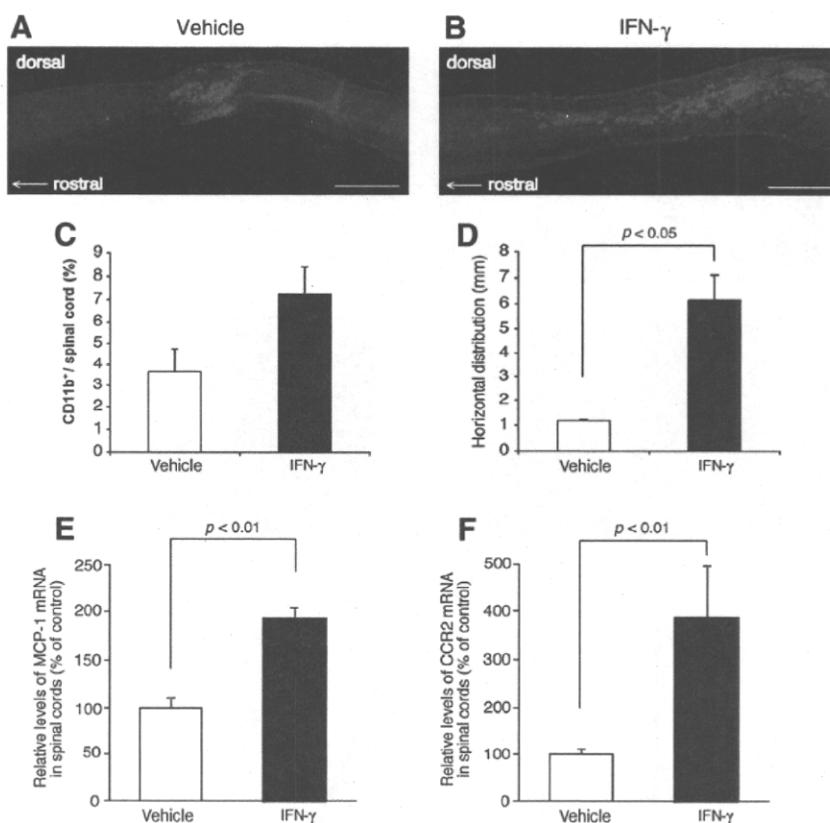 A
Vehicle
B
IFN-γ
dorsal
← rostral
dorsal
← rostral
C
CD11b⁺ / spinal cord (%)
9
8
7
6
5
4
3
2
1
0
Vehicle
IFN-γ
D
p < 0.05
Horizontal distribution (mm)
8
7
6
5
4
3
2
1
0
Vehicle
IFN-γ
E
p < 0.01
Relative levels of MCP-1 mRNA
in spinal cords (% of control)
250
200
150
100
50
0
Vehicle
IFN-γ
F
p < 0.01
Relative levels of CCR2 mRNA
in spinal cords (% of control)
500
400
300
200
100
0
Vehicle
IFN-γ